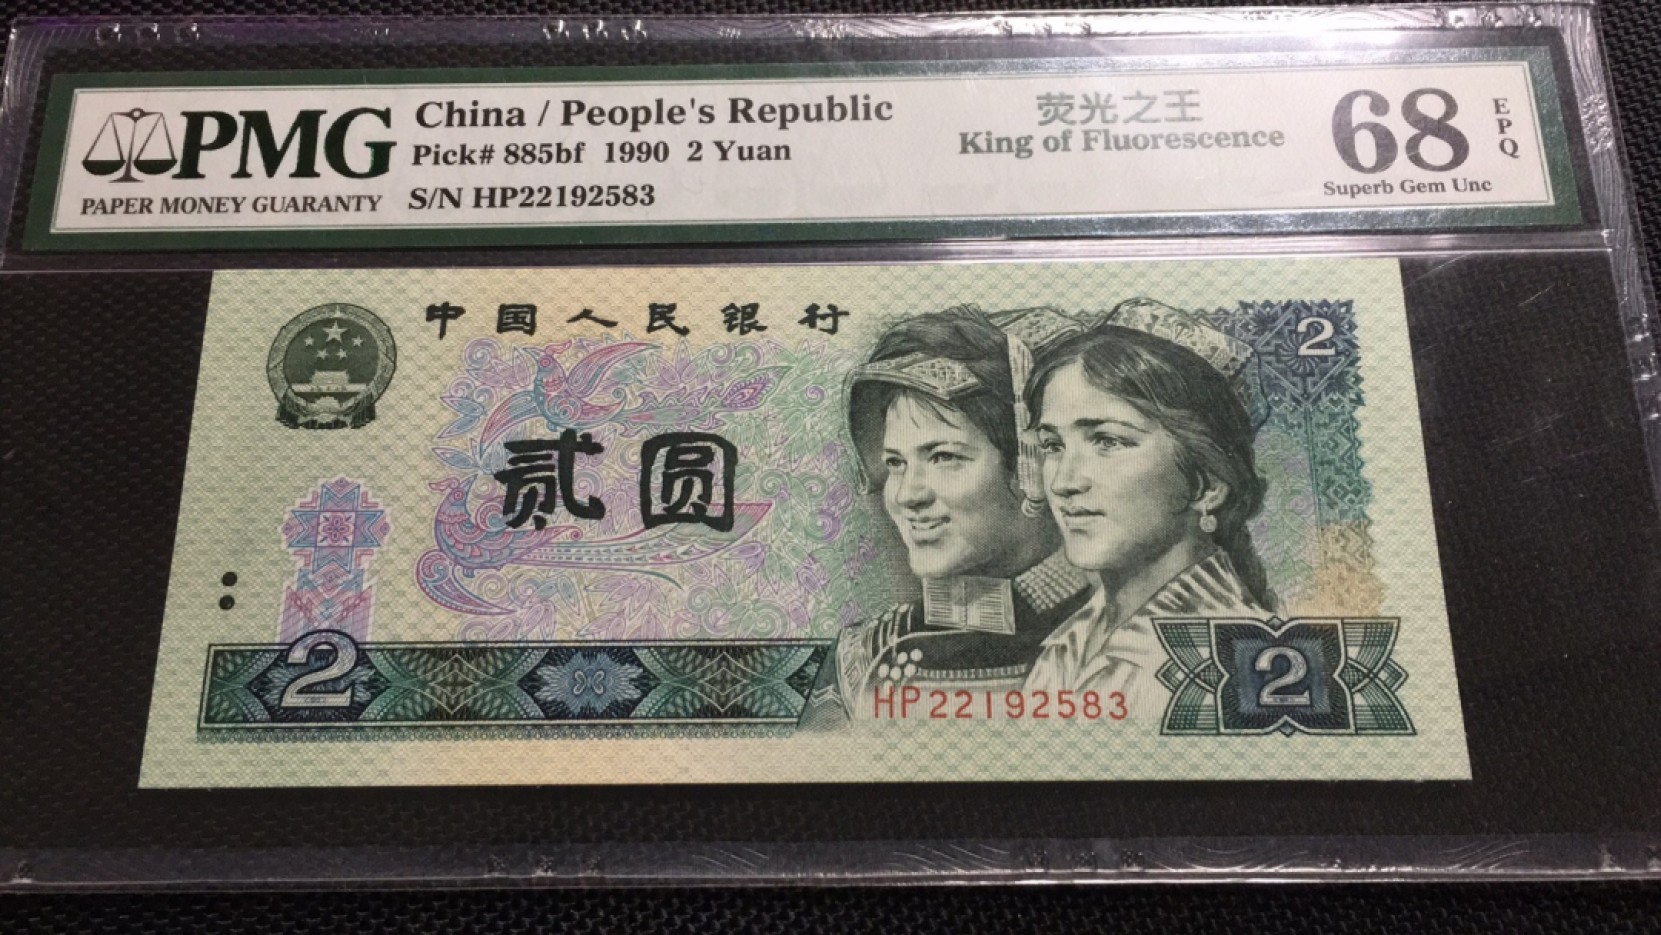 PMG
PAPER MONEY GUARANTY
China / People's Republic
Pick# 885bf 1990 2 Yuan
S/N HP22192583
荧光之王
King of Fluorescence
68
EPQ
Superb Gem Unc
中国人民银行
2
贰圆
2
HP22192583
2